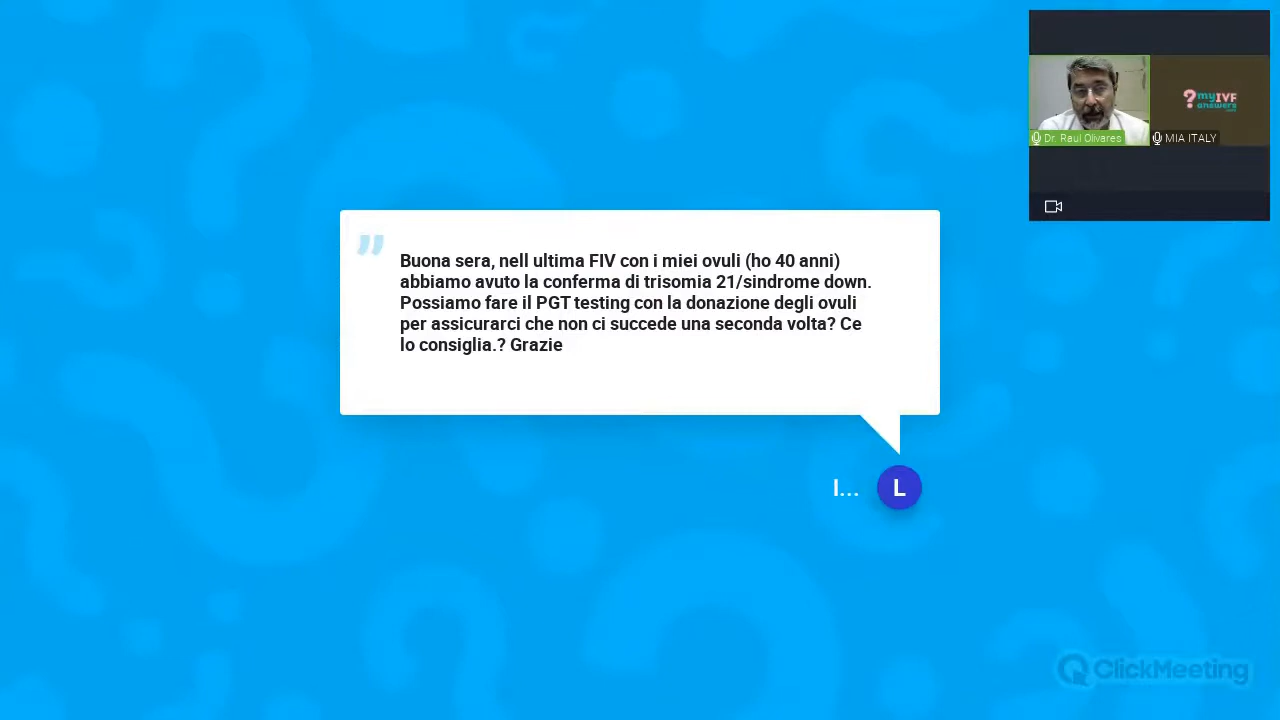 ?myIVF
answers
Dr. Raul Olivares
MIA ITALY
"
Buona sera, nell ultima FIV con i miei ovuli (ho 40 anni)
abbiamo avuto la conferma di trisomia 21/sindrome down.
Possiamo fare il PGT testing con la donazione degli ovuli
per assicurarci che non ci succede una seconda volta? Ce
lo consiglia.? Grazie
I... L
ClickMeeting